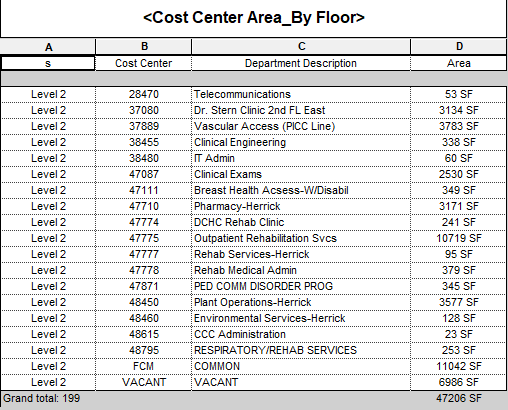 <Cost Center Area_By Floor>
A B C D
s Cost Center Department Description Area
Level 2 28470 Telecommunications 53 SF
Level 2 37080 Dr. Stern Clinic 2nd FL East 3134 SF
Level 2 37889 Vascular Access (PICC Line) 3783 SF
Level 2 38455 Clinical Engineering 338 SF
Level 2 38480 IT Admin 60 SF
Level 2 47087 Clinical Exams 2530 SF
Level 2 47111 Breast Health Acsess-W/Disabil 349 SF
Level 2 47710 Pharmacy-Herrick 3171 SF
Level 2 47774 DCHC Rehab Clinic 241 SF
Level 2 47775 Outpatient Rehabilitation Svcs 10719 SF
Level 2 47777 Rehab Services-Herrick 95 SF
Level 2 47778 Rehab Medical Admin 379 SF
Level 2 47871 PED COMM DISORDER PROG 345 SF
Level 2 48450 Plant Operations-Herrick 3577 SF
Level 2 48460 Environmental Services-Herrick 128 SF
Level 2 48615 CCC Administration 23 SF
Level 2 48795 RESPIRATORY/REHAB SERVICES 253 SF
Level 2 FCM COMMON 11042 SF
Level 2 VACANT VACANT 6986 SF
Grand total: 199 47206 SF